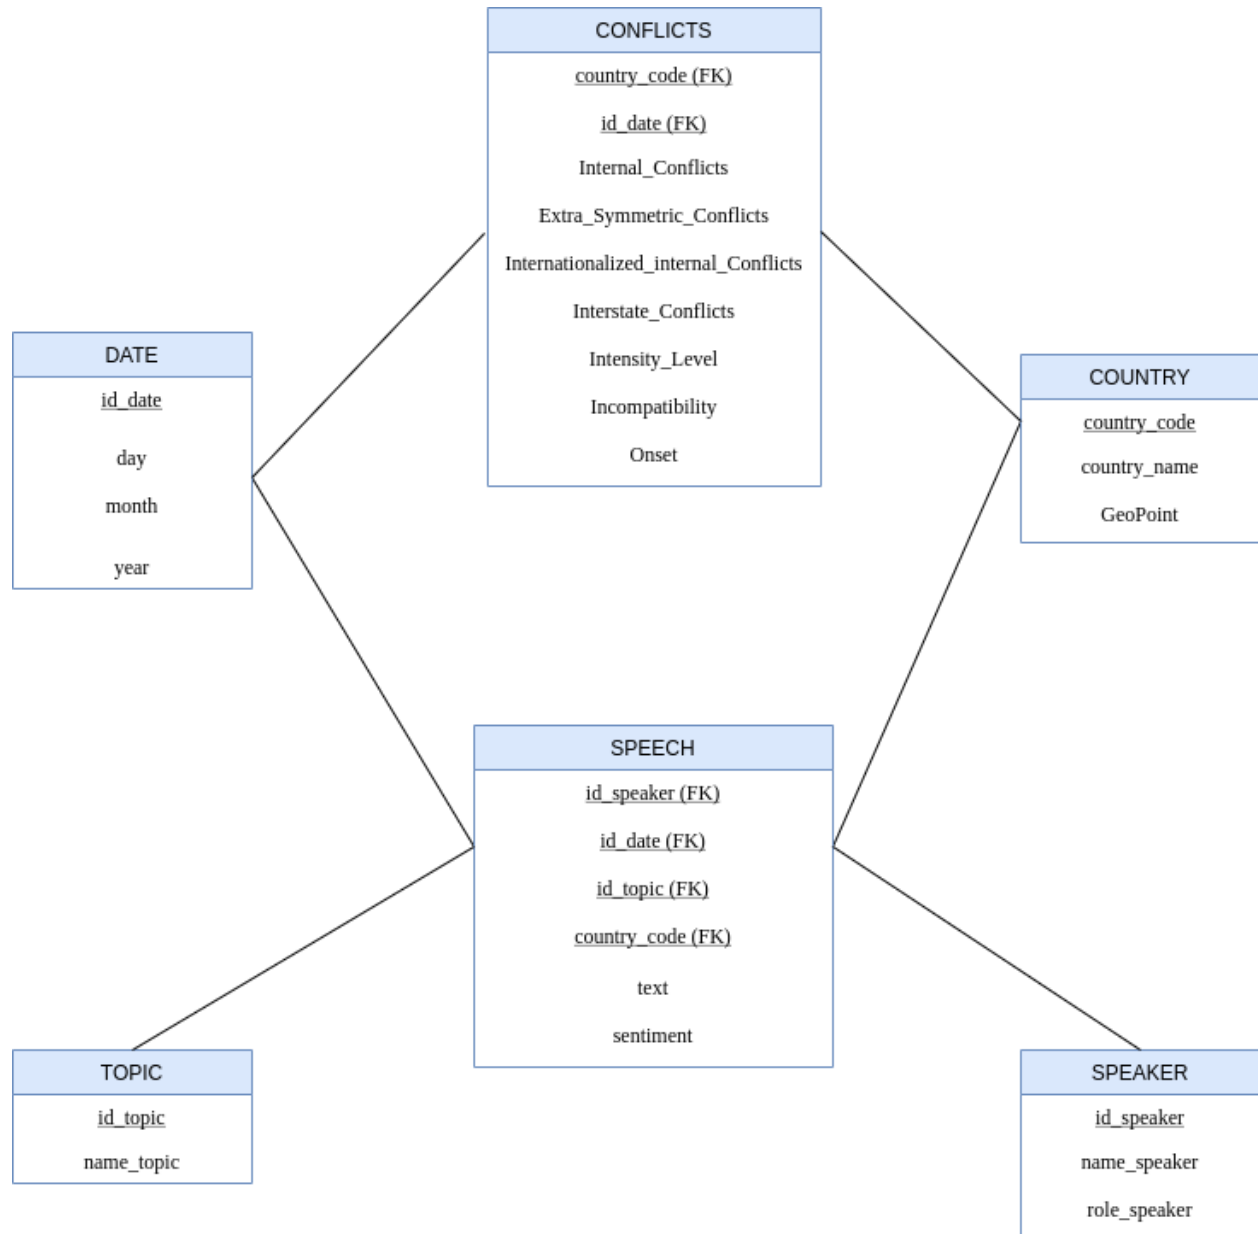 CONFLICTS
country_code (FK)
id_date (FK)
Internal_Conflicts
Extra_Symmetric_Conflicts
Internationalized_internal_Conflicts
Interstate_Conflicts
Intensity_Level
Incompatibility
Onset
DATE
id_date
day
month
year
COUNTRY
country_code
country_name
GeoPoint
SPEECH
id_speaker (FK)
id_date (FK)
id_topic (FK)
country_code (FK)
text
sentiment
TOPIC
id_topic
name_topic
SPEAKER
id_speaker
name_speaker
role_speaker